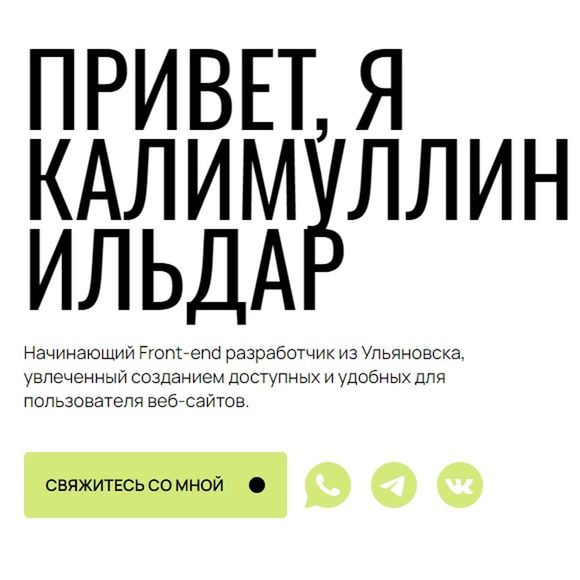 ПРИВЕТ, Я
КАЛИМУЛЛИН
ИЛЬДАР
Начинающий Front-end разработчик из Ульяновска,
увлеченный созданием доступных и удобных для
пользователя веб-сайтов.
СВЯЖИТЕСЬ СО МНОЙ